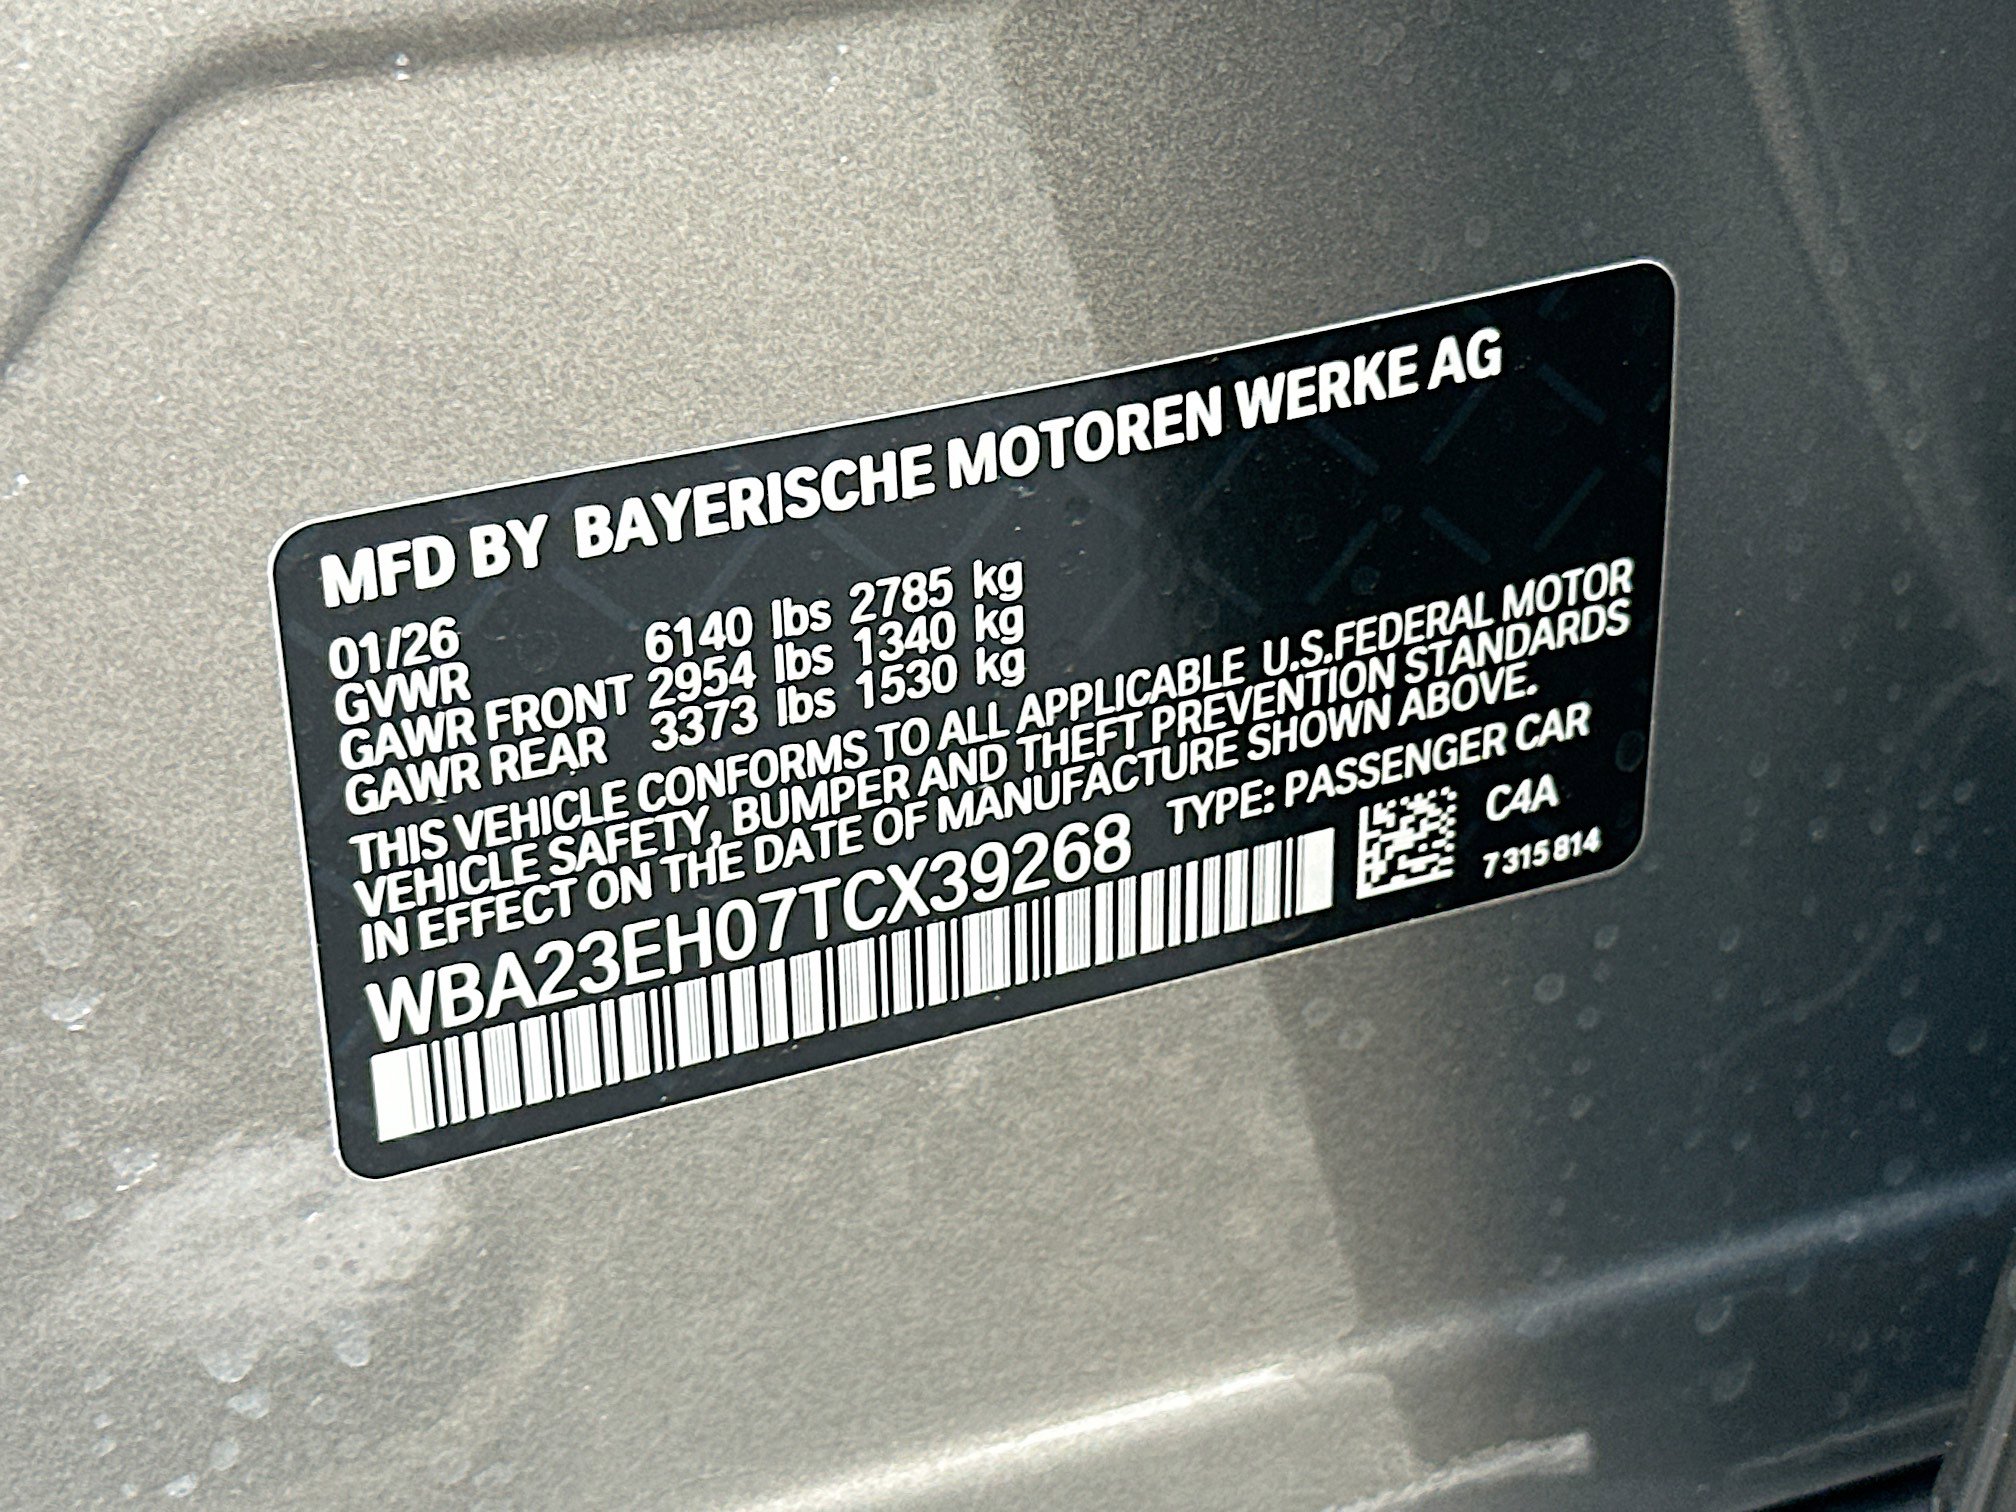 MFD BY BAYERISCHE MOTOREN WERKE AG
01/26
GVWR 6140 lbs 2785 kg
GAWR FRONT 2954 lbs 1340 kg
GAWR REAR 3373 lbs 1530 kg
THIS VEHICLE CONFORMS TO ALL APPLICABLE U.S.FEDERAL MOTOR
VEHICLE SAFETY, BUMPER AND THEFT PREVENTION STANDARDS
IN EFFECT ON THE DATE OF MANUFACTURE SHOWN ABOVE.
WBA23EH07TCX39268 TYPE: PASSENGER CAR
C4A
7 315 814